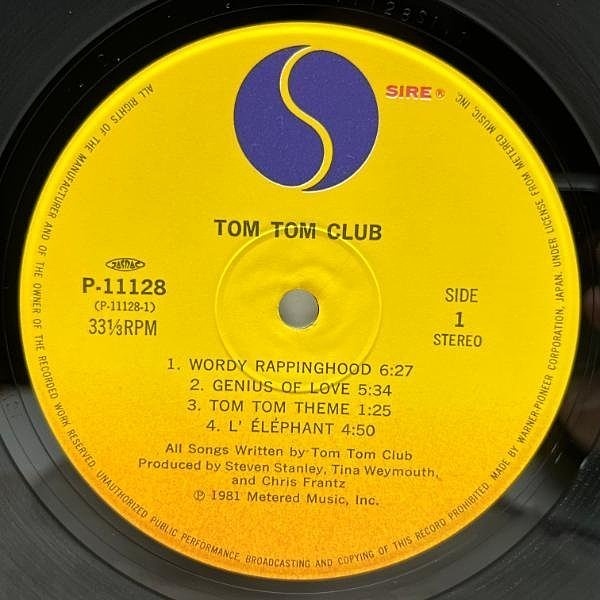 SIRE ®
TOM TOM CLUB
JASRAC
P-11128
(P-11128-1)
33⅓RPM
SIDE
1
STEREO
1. WORDY RAPPINGHOOD 6:27
2. GENIUS OF LOVE 5:34
3. TOM TOM THEME 1:25
4. L' ÉLÉPHANT 4:50
All Songs Written by Tom Tom Club
Produced by Steven Stanley, Tina Weymouth,
and Chris Frantz
℗ 1981 Metered Music, Inc.
ALL RIGHTS OF THE MANUFACTURER AND OF THE OWNER OF THE RECORDED WORK RESERVED. UNAUTHORIZED PUBLIC PERFORMANCE, BROADCASTING AND COPYING OF THIS RECORD PROHIBITED. MADE BY WARNER-PIONEER CORPORATION, JAPAN. UNDER LICENSE FROM METERED MUSIC, INC.